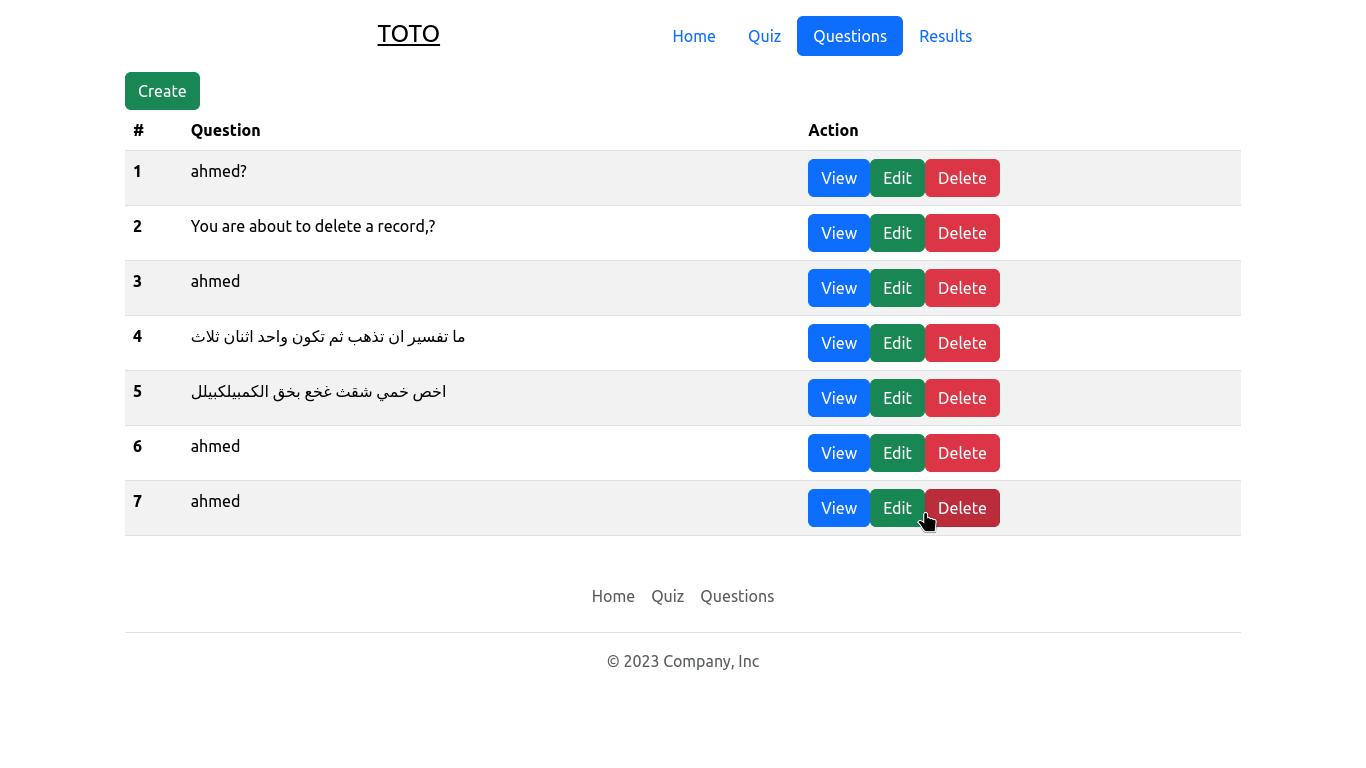 TOTO Home Quiz Questions Results
Create
# Question Action
1 ahmed? View Edit Delete
2 You are about to delete a record,? View Edit Delete
3 ahmed View Edit Delete
4 ما تفسير ان تذهب ثم تكون واحد اثنان ثلاث View Edit Delete
5 اخص خمي شقث غخع بخق الكمبيلكبيلل View Edit Delete
6 ahmed View Edit Delete
7 ahmed View Edit Delete
Home Quiz Questions
© 2023 Company, Inc